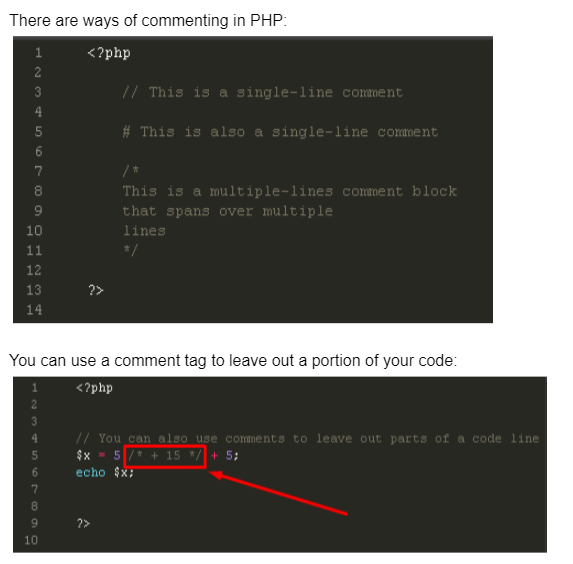 There are ways of commenting in PHP:
1 <?php
2
3 // This is a single-line comment
4
5 # This is also a single-line comment
6
7 /*
8 This is a multiple-lines comment block
9 that spans over multiple
10 lines
11 */
12
13 ?>
14
You can use a comment tag to leave out a portion of your code:
1 <?php
2
3
4 // You can also use comments to leave out parts of a code line
5 $x = 5 /* + 15 */ + 5;
6 echo $x;
7
8
9 ?>
10